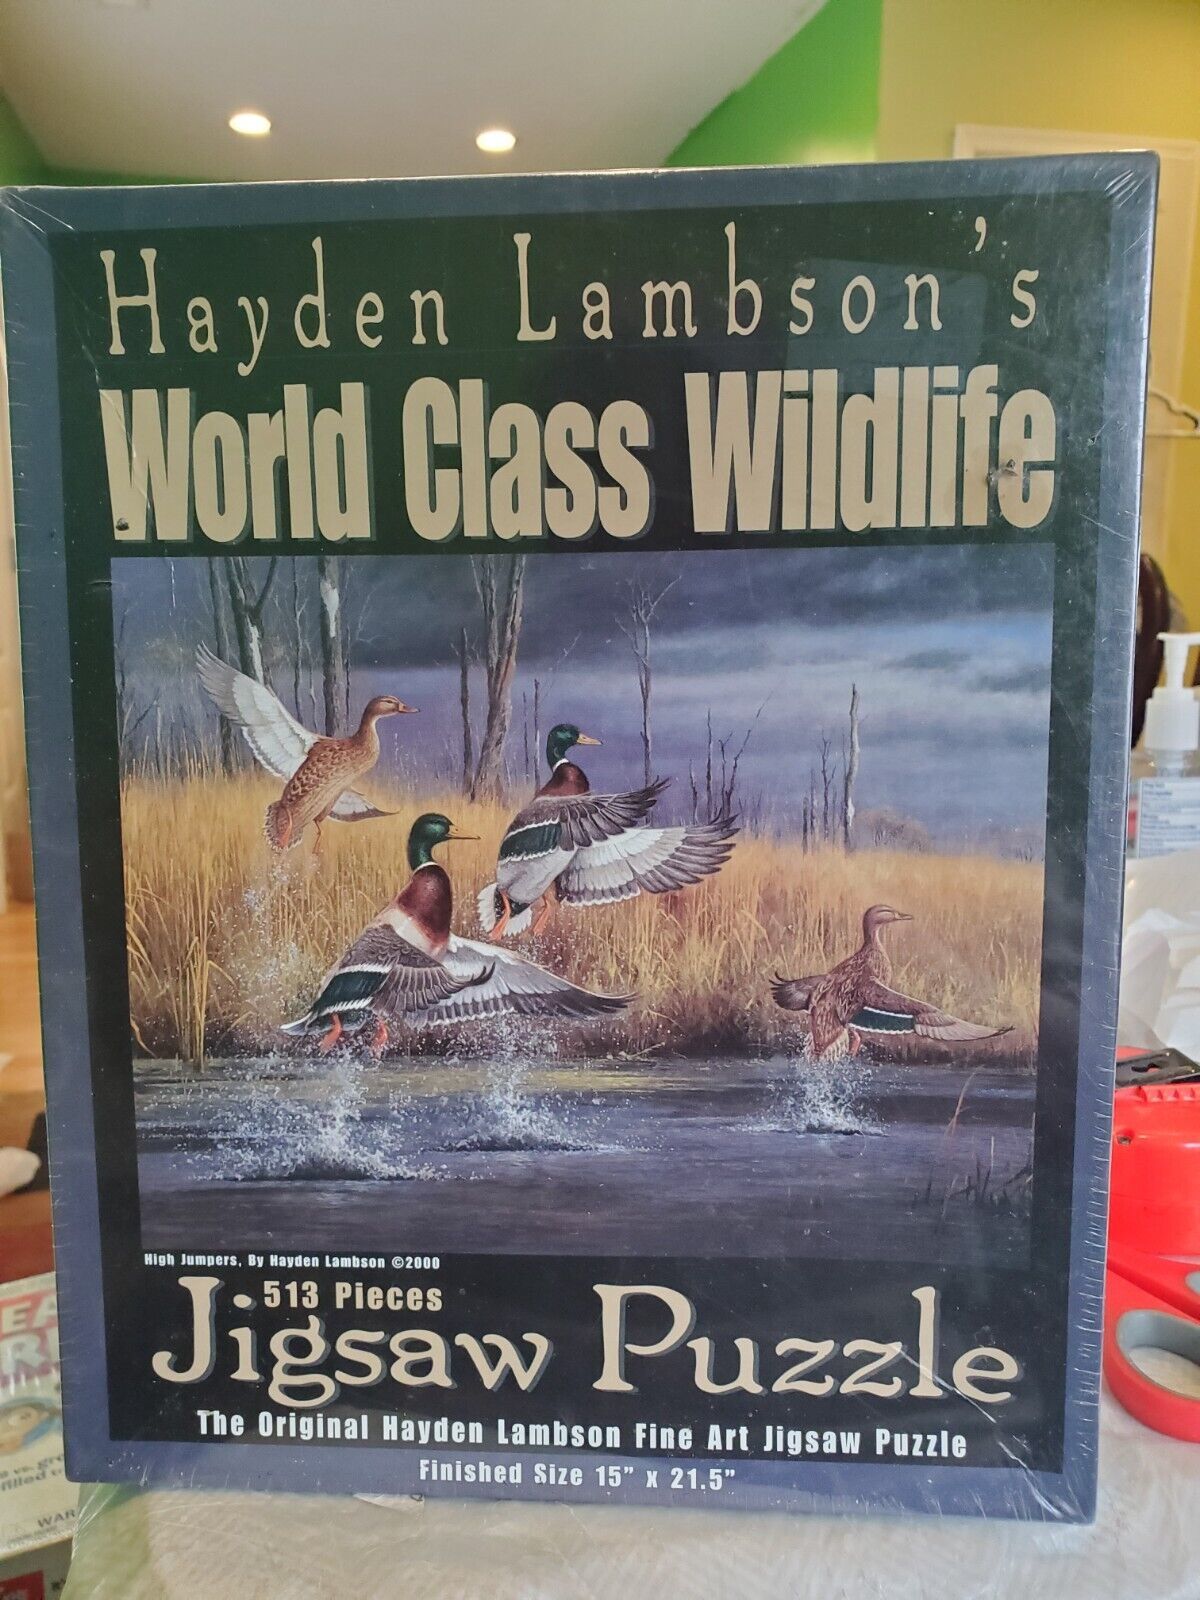 Hayden Lambson's
World Class Wildlife
High Jumpers, By Hayden Lambson ©2000
513 Pieces
Jigsaw Puzzle
The Original Hayden Lambson Fine Art Jigsaw Puzzle
Finished Size 15" x 21.5"
WAR